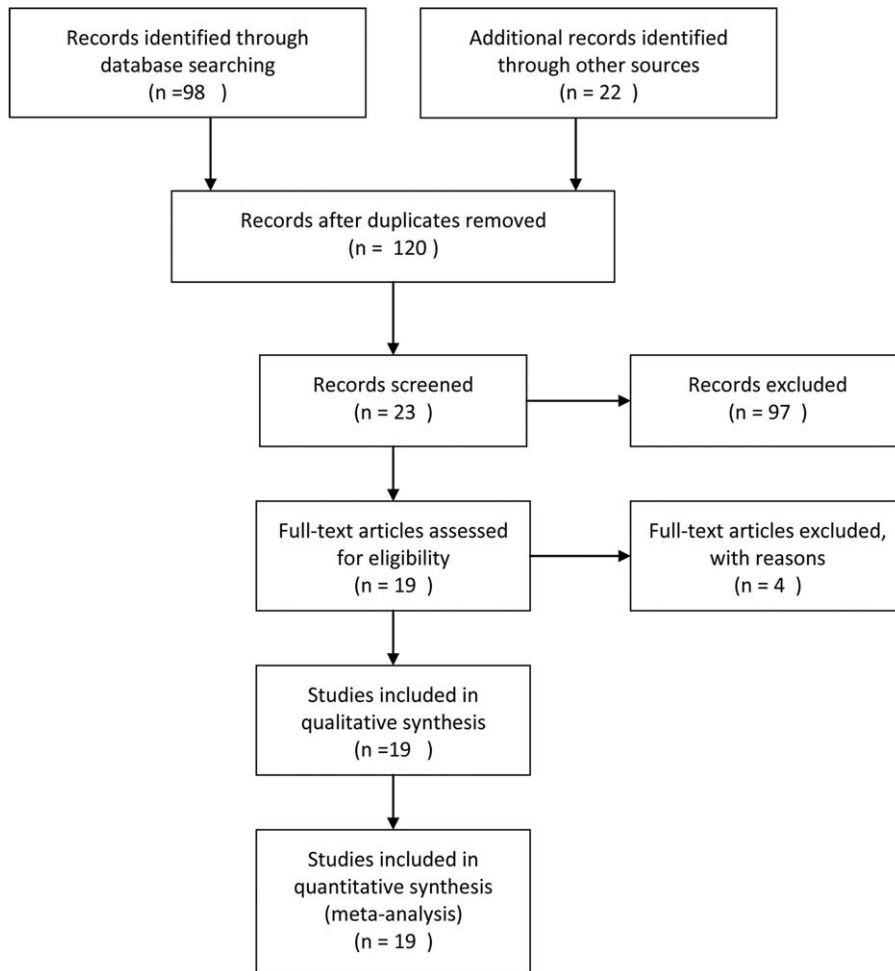 Records identified through
database searching
(n =98   )
Additional records identified
through other sources
(n = 22  )
Records after duplicates removed
(n =  120 )
Records screened
(n = 23  )
Records excluded
(n = 97  )
Full-text articles assessed
for eligibility
(n = 19  )
Full-text articles excluded,
with reasons
(n = 4  )
Studies included in
qualitative synthesis
(n =19   )
Studies included in
quantitative synthesis
(meta-analysis)
(n = 19  )